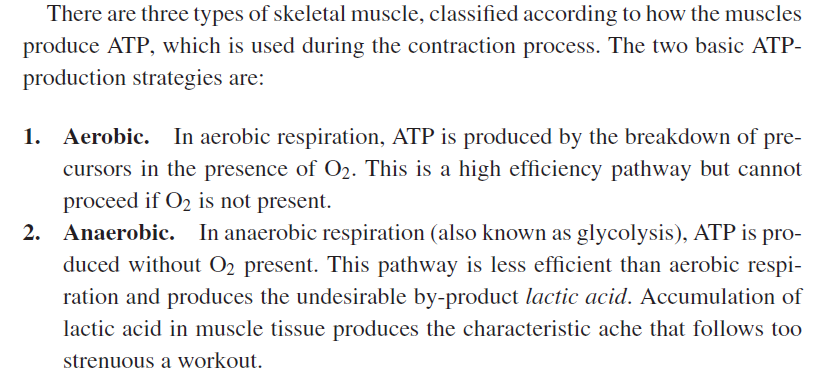 There are three types of skeletal muscle, classified according to how the muscles
produce ATP, which is used during the contraction process. The two basic ATP-
production strategies are:
1. Aerobic. In aerobic respiration, ATP is produced by the breakdown of pre-
cursors in the presence of O₂. This is a high efficiency pathway but cannot
proceed if O₂ is not present.
2. Anaerobic. In anaerobic respiration (also known as glycolysis), ATP is pro-
duced without O₂ present. This pathway is less efficient than aerobic respi-
ration and produces the undesirable by-product lactic acid. Accumulation of
lactic acid in muscle tissue produces the characteristic ache that follows too
strenuous a workout.